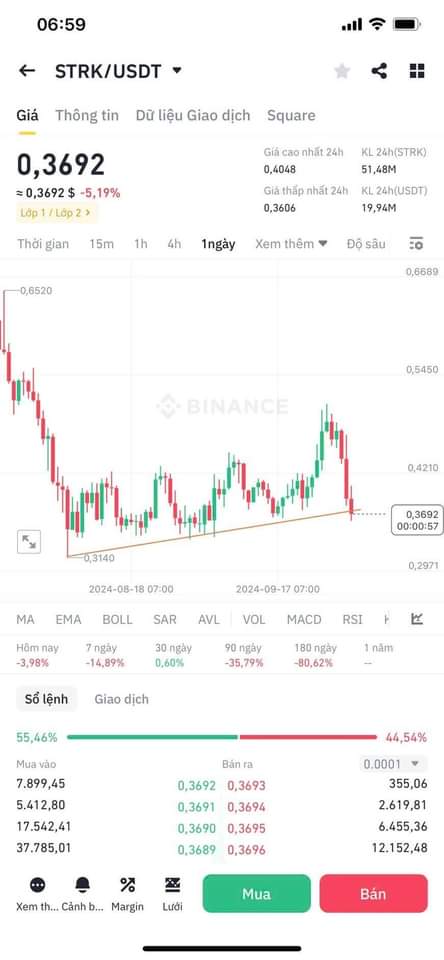 06:59
STRK/USDT
Giá Thông tin Dữ liệu Giao dịch Square
0,3692
≈ 0,3692 $ -5,19%
Lớp 1 / Lớp 2 >
Giá cao nhất 24h KL 24h(STRK)
0,4048 51,48M
Giá thấp nhất 24h KL 24h(USDT)
0,3606 19,94M
Thời gian 15m 1h 4h 1ngày Xem thêm Độ sâu
0,6689
0,6520
0,5450
BINANCE
0,4210
0,3692
00:00:57
0,3140
0,2971
2024-08-18 07:00 2024-09-17 07:00
MA EMA BOLL SAR AVL VOL MACD RSI
Hôm nay 7 ngày 30 ngày 90 ngày 180 ngày 1 năm
-3,98% -14,89% 0,60% -35,79% -80,62% --
Sổ lệnh Giao dịch
55,46% 44,54%
Mua vào Bán ra 0.0001
7.899,45 0,3692 0,3693 355,06
5.412,80 0,3691 0,3694 2.619,81
17.542,41 0,3690 0,3695 6.455,36
37.785,01 0,3689 0,3696 12.152,48
Xem th... Cảnh b... Margin Lưới Mua Bán